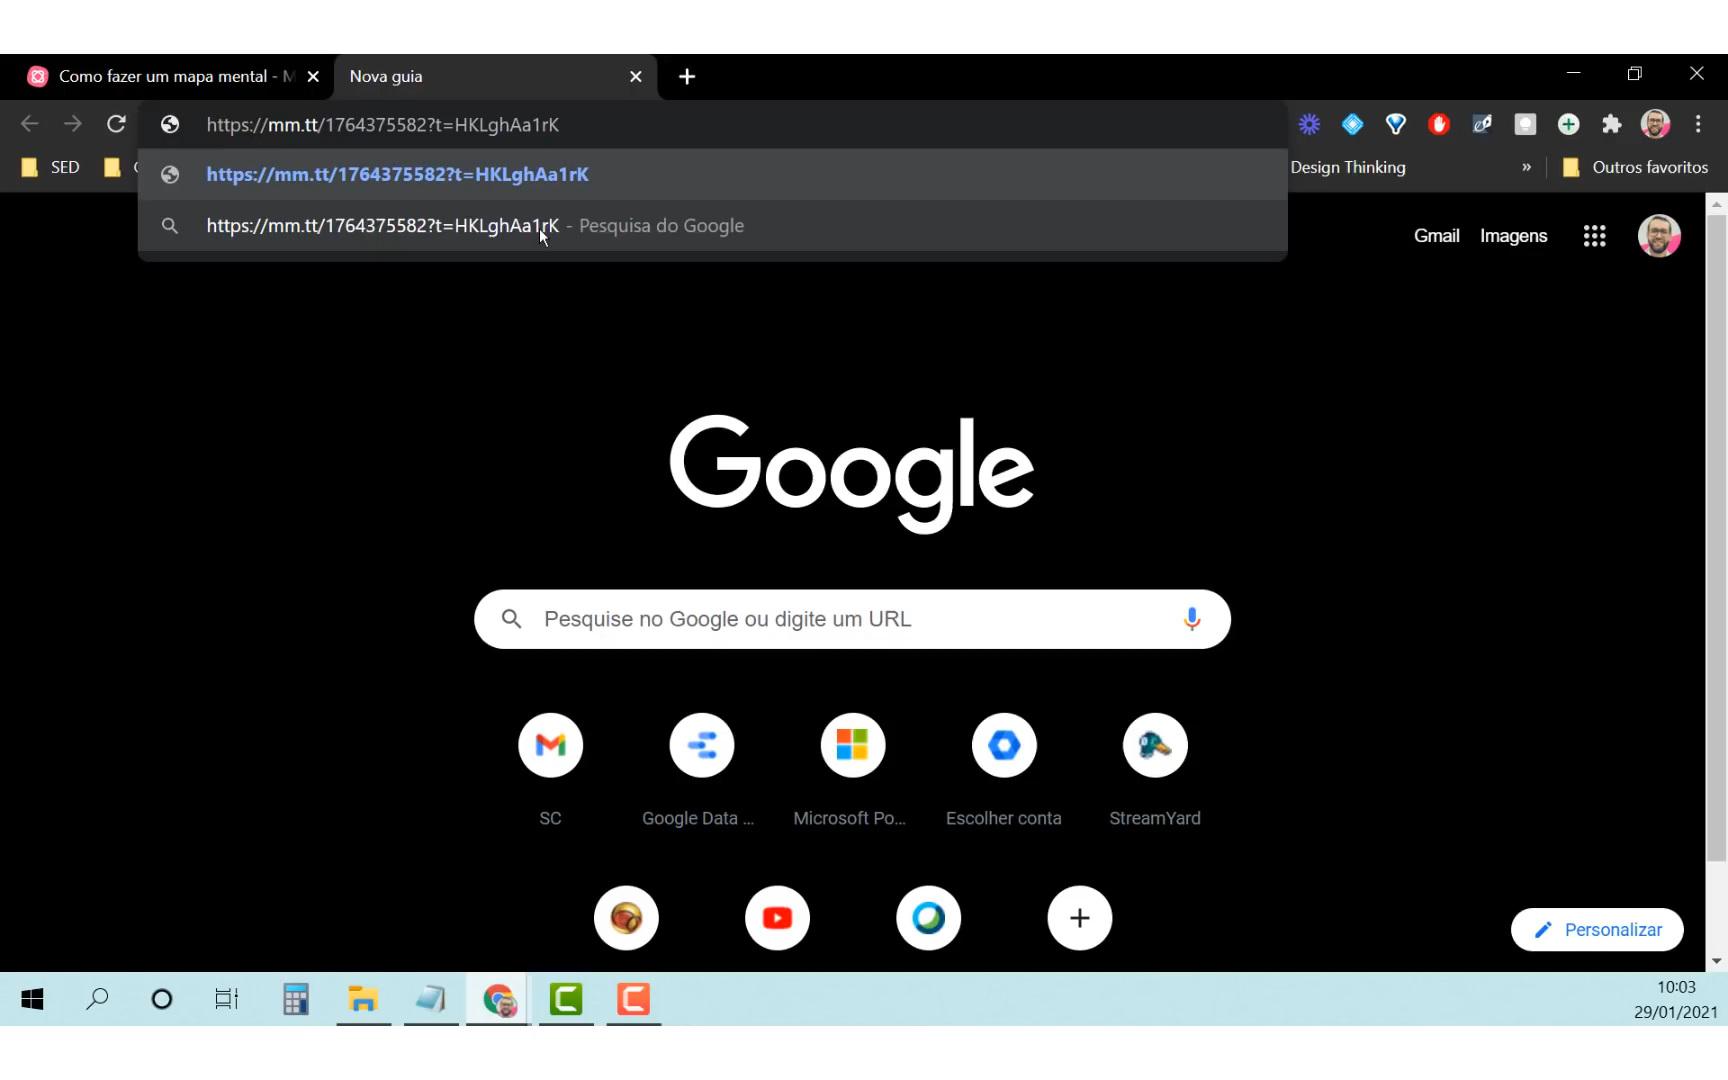 Como fazer um mapa mental - M
Nova guia
https://mm.tt/1764375582?t=HKLghAa1rK
SED
https://mm.tt/1764375582?t=HKLghAa1rK
Design Thinking
»
Outros favoritos
https://mm.tt/1764375582?t=HKLghAa1rK - Pesquisa do Google
Gmail
Imagens
Google
Pesquise no Google ou digite um URL
SC
Google Data ...
Microsoft Po...
Escolher conta
StreamYard
Personalizar
10:03
29/01/2021